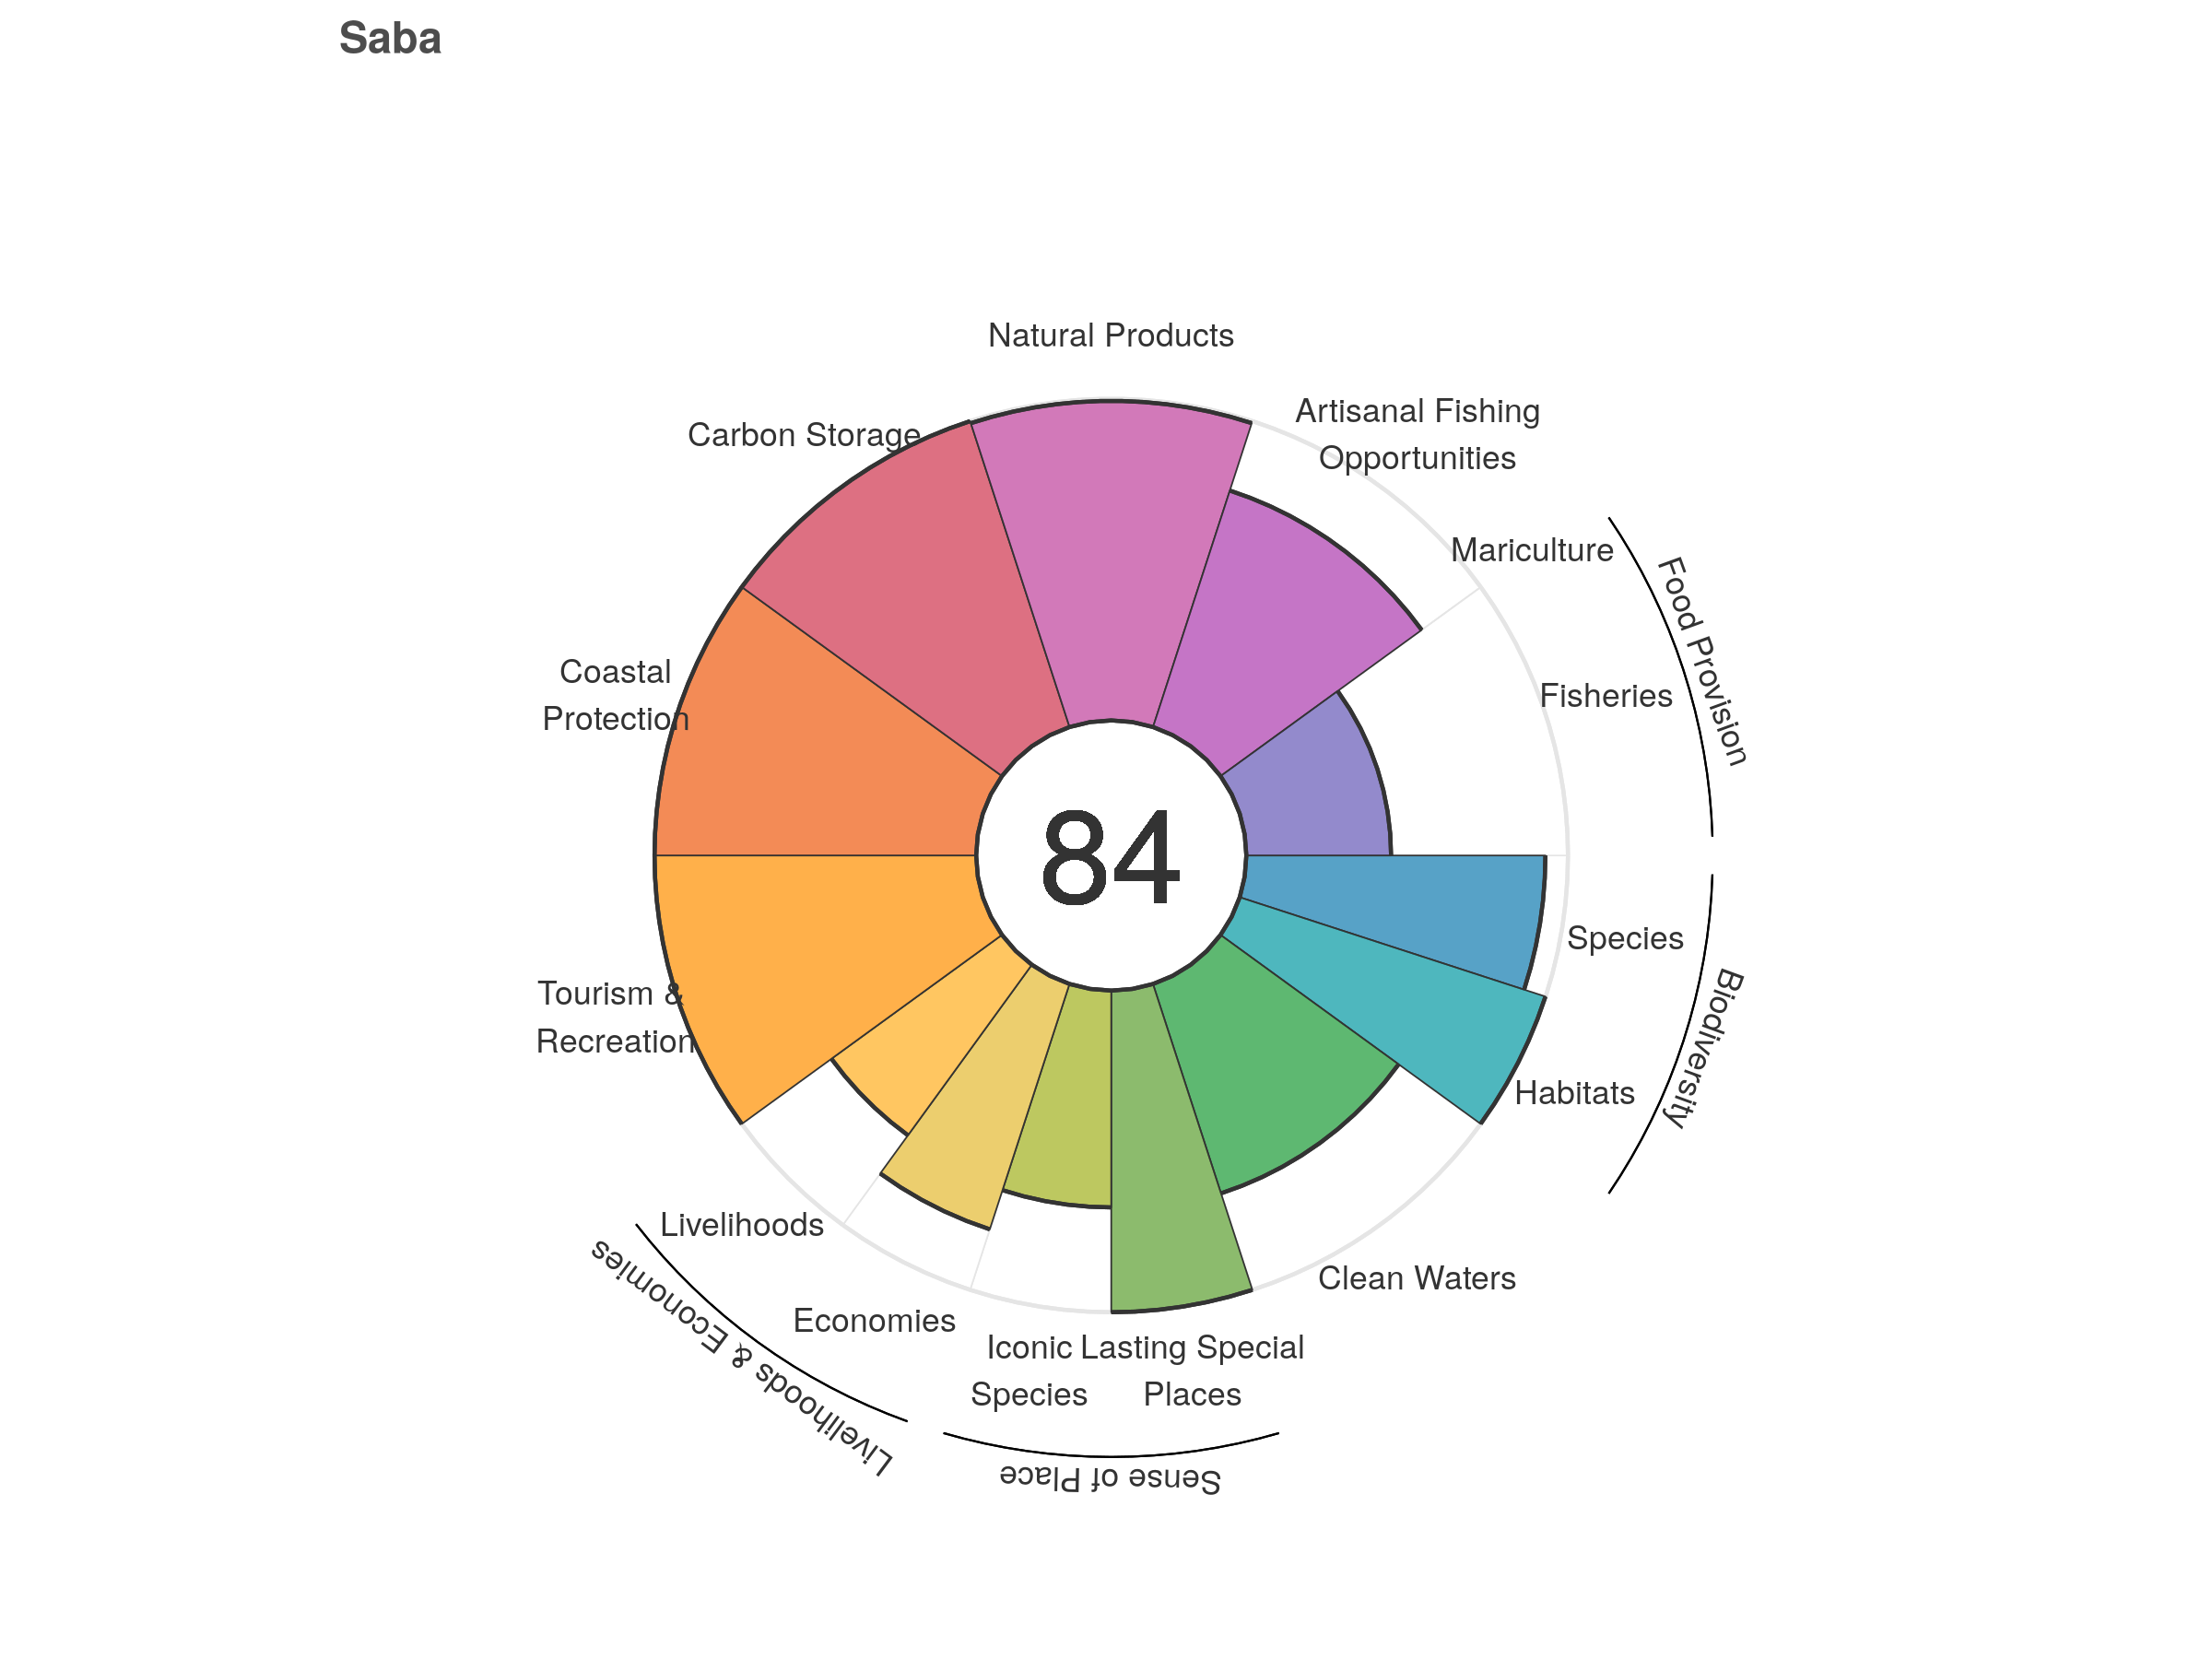 Saba
Natural Products
Artisanal Fishing
Opportunities
Carbon Storage
Mariculture
Food Provision
Fisheries
Coastal
Protection
84
Species
Biodiversity
Tourism &
Recreation
Habitats
Livelihoods
Clean Waters
Livelihoods & Economies
Economies
Iconic
Species
Lasting Special
Places
Sense of Place